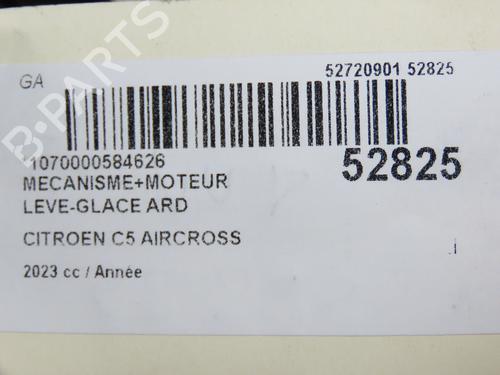 GA
52720901 52825
1070000584626
52825
MECANISME+MOTEUR
LEVE-GLACE ARD
CITROEN C5 AIRCROSS
2023 cc / Année
B-PARTS